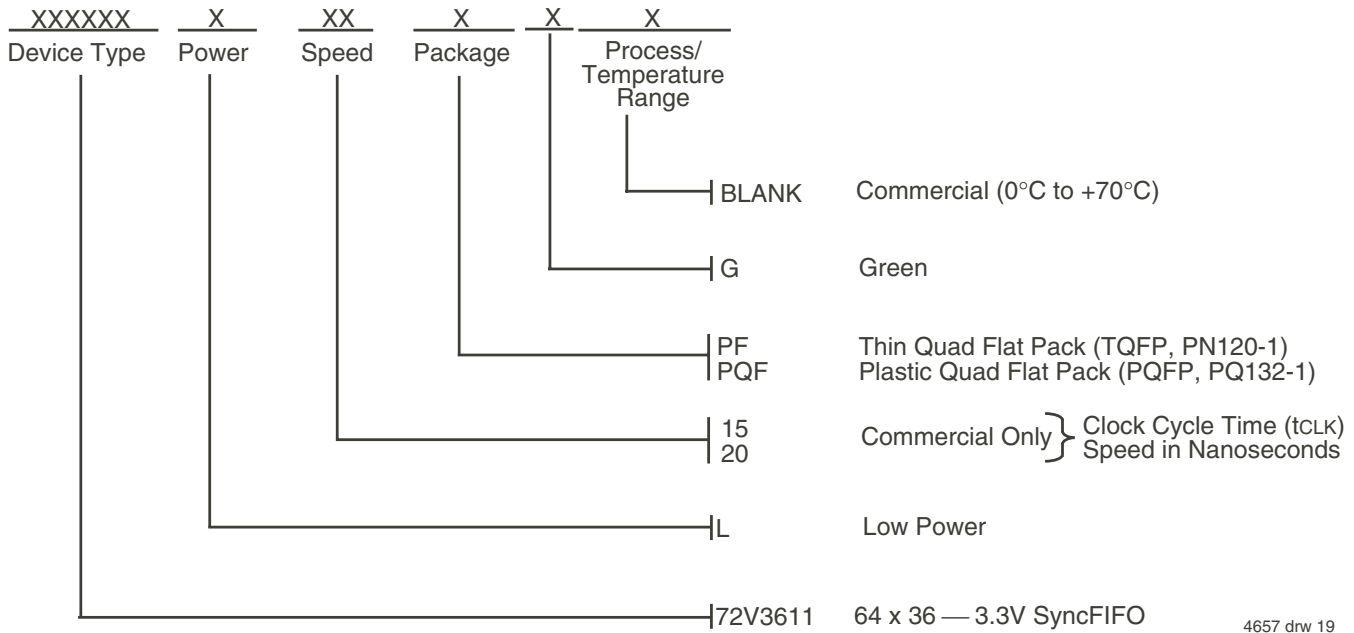 XXXXXX X XX X X X
Device Type Power Speed Package Process/
Temperature
Range
BLANK Commercial (0°C to +70°C)
G Green
PF Thin Quad Flat Pack (TQFP, PN120-1)
PQF Plastic Quad Flat Pack (PQFP, PQ132-1)
15
20
Commercial Only
Clock Cycle Time (tCLK)
Speed in Nanoseconds
L Low Power
72V3611 64 x 36 — 3.3V SyncFIFO
4657 drw 19